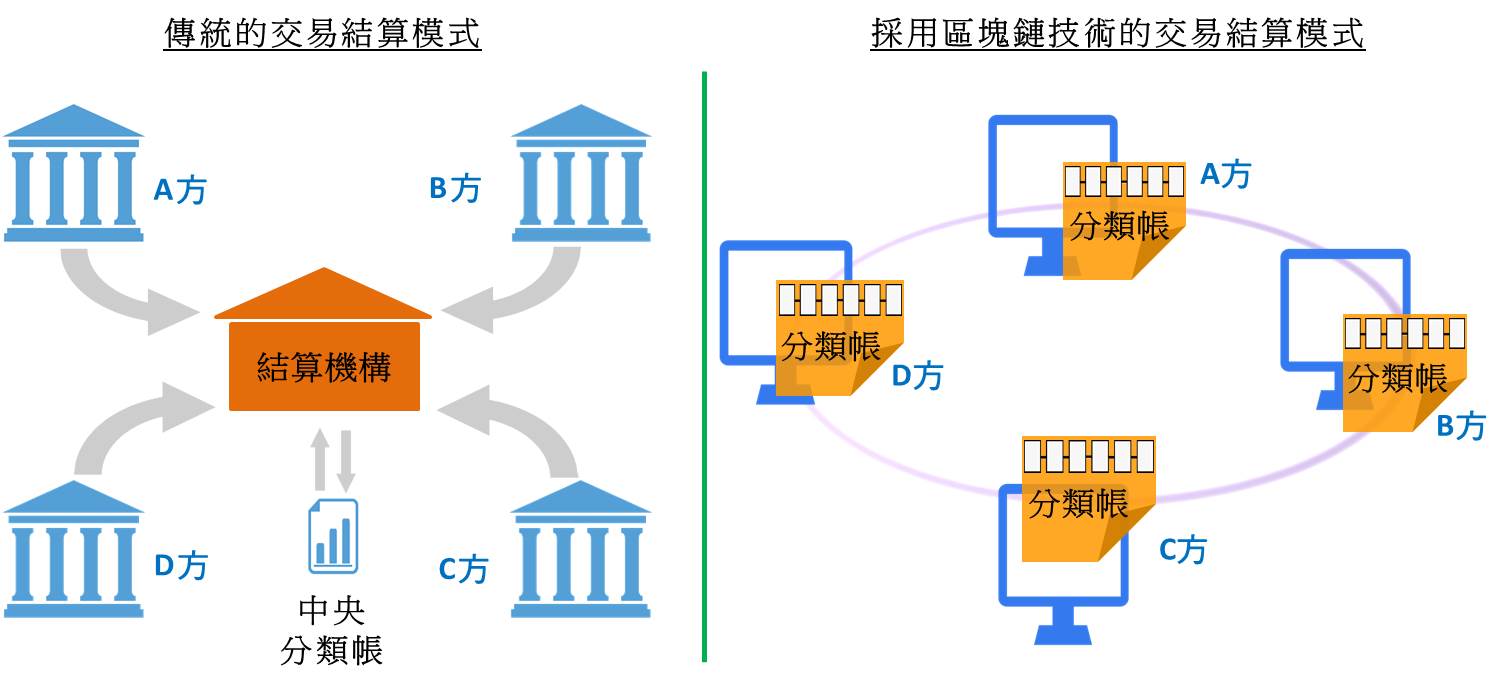 傳統的交易結算模式
A方
B方
結算機構
D方
C方
中央
分類帳
採用區塊鏈技術的交易結算模式
A方
分類帳
分類帳
D方
分類帳
B方
分類帳
C方